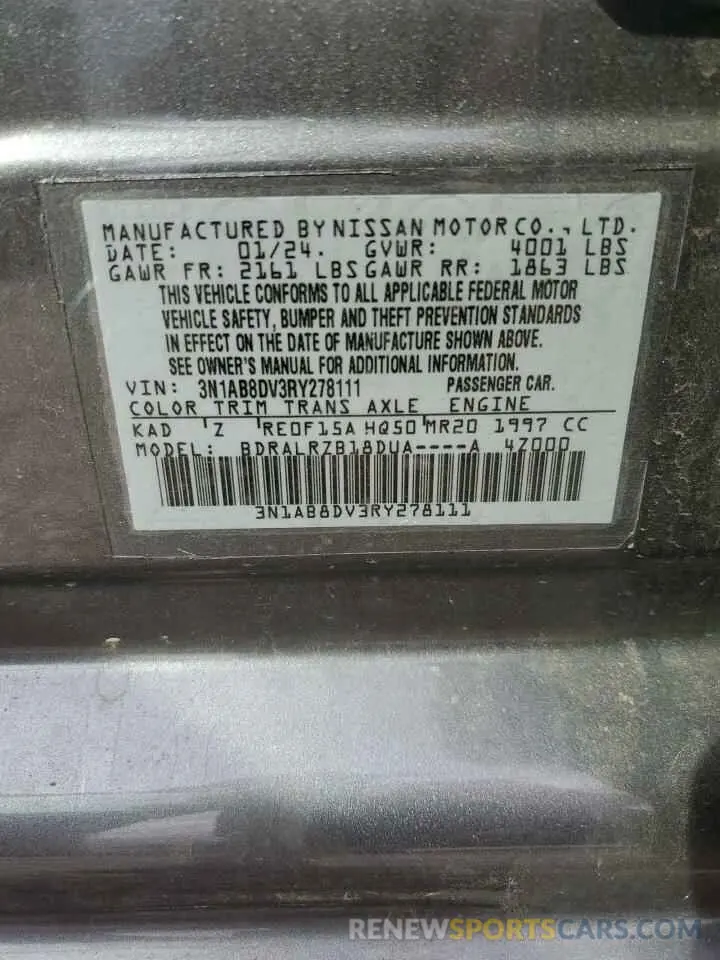 MANUFACTURED BY NISSAN MOTOR CO., LTD.
DATE: 01/24. GVWR: 4001 LBS
GAWR FR: 2161 LBS GAWR RR: 1863 LBS
THIS VEHICLE CONFORMS TO ALL APPLICABLE FEDERAL MOTOR
VEHICLE SAFETY, BUMPER AND THEFT PREVENTION STANDARDS
IN EFFECT ON THE DATE OF MANUFACTURE SHOWN ABOVE.
SEE OWNER'S MANUAL FOR ADDITIONAL INFORMATION.
VIN: 3N1AB8DV3RY278111 PASSENGER CAR.
COLOR TRIM TRANS AXLE ENGINE
KAD Z RE0F15A HQ50 MR20 1997 CC
MODEL: BDRALRZB18DUA----A 4Z000
3N1AB8DV3RY278111
RENEWSPORTSCARS.COM